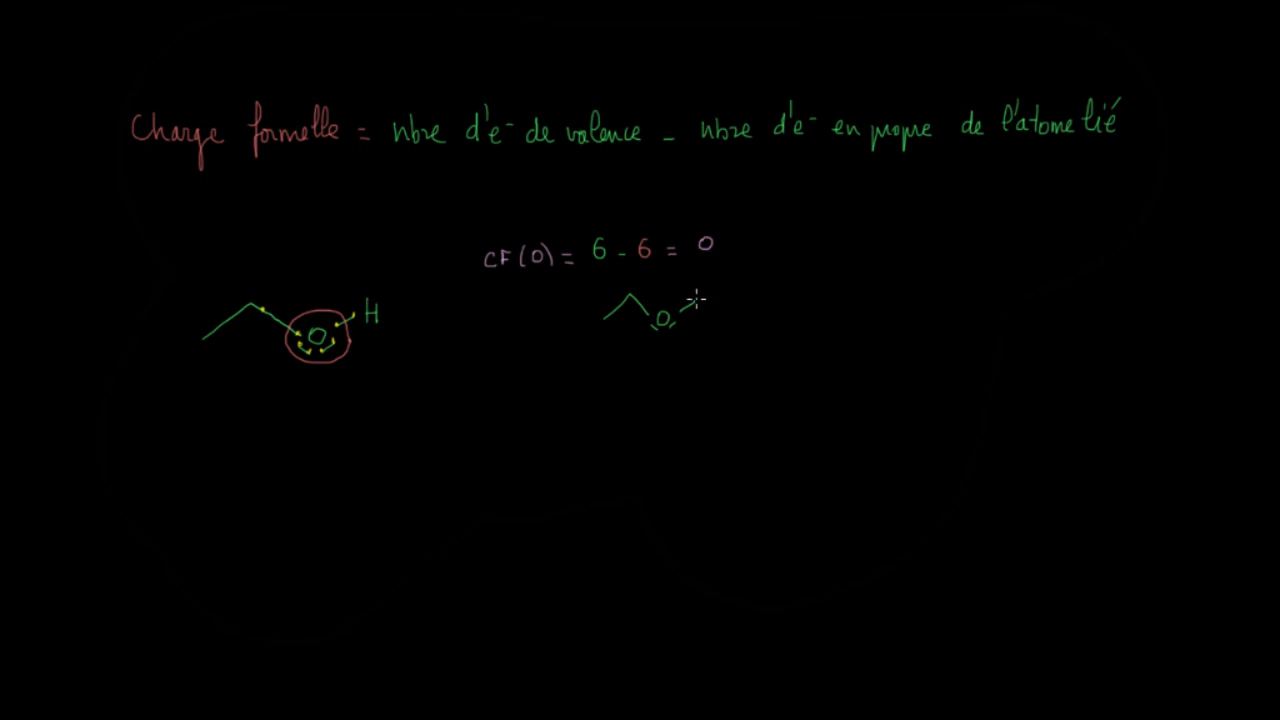 Charge formelle = nbre d'e- de valence - nbre d'e- en propre de l'atome lié
CF(O) = 6 - 6 = 0
O H
O